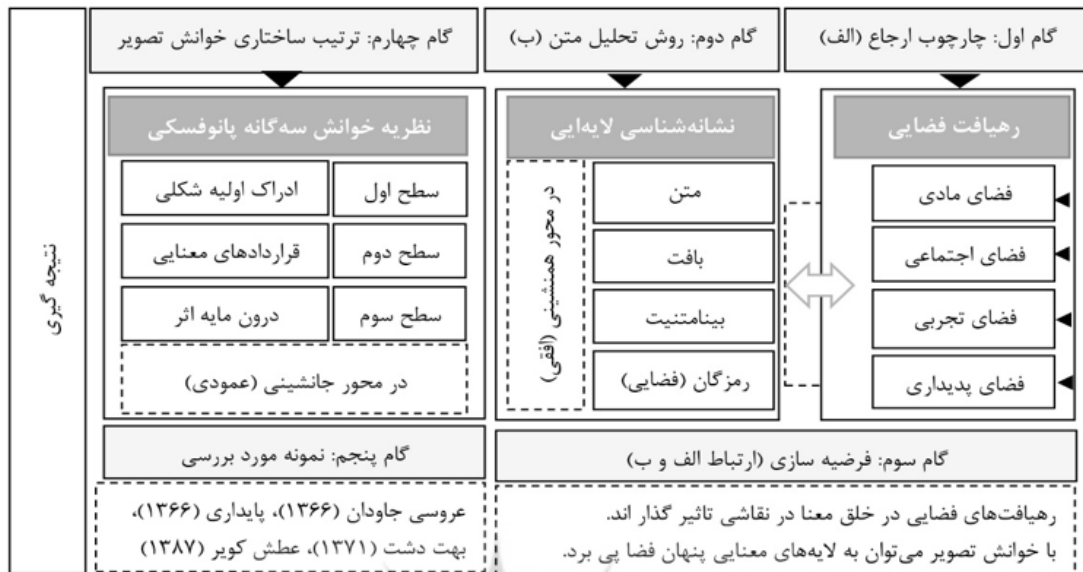 گام اول: چارچوب ارجاع (الف)
رهیافت فضایی
فضای مادی
فضای اجتماعی
فضای تجربی
فضای پدیداری
گام دوم: روش تحلیل متن (ب)
نشانه‌شناسی لایه‌ایی
متن
بافت
بینامتنیت
رمزگان (فضایی)
در محور همنشینی (افقی)
گام سوم: فرضیه سازی (ارتباط الف و ب)
رهیافت‌های فضایی در خلق معنا در نقاشی تاثیر گذار اند.
با خوانش تصویر می‌توان به لایه‌های معنایی پنهان فضا پی برد.
گام چهارم: ترتیب ساختاری خوانش تصویر
نظریه خوانش سه‌گانه پانوفسکی
سطح اول
ادراک اولیه شکلی
سطح دوم
قراردادهای معنایی
سطح سوم
درون مایه اثر
در محور جانشینی (عمودی)
گام پنجم: نمونه مورد بررسی
عروسی جاودان (۱۳۶۶)، پایداری (۱۳۶۶)،
بهت دشت (۱۳۷۱)، عطش کویر (۱۳۸۷)
نتیجه گیری